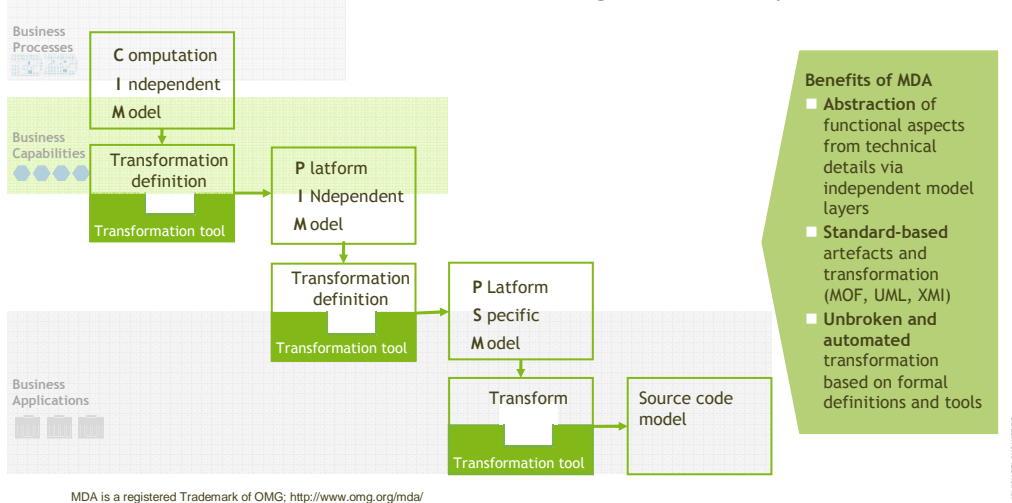 Business
Processes
C omputation
I ndependent
M odel
Business
Capabilities
Transformation
definition
Transformation tool
P latform
I Ndependent
M odel
Transformation
definition
Transformation tool
P Latform
S pecific
M odel
Business
Applications
Transform
Transformation tool
Source code
model
Benefits of MDA
Abstraction of
functional aspects
from technical
details via
independent model
layers
Standard-based
artefacts and
transformation
(MOF, UML, XMI)
Unbroken and
automated
transformation
based on formal
definitions and tools
MDA is a registered Trademark of OMG; http://www.omg.org/mda/